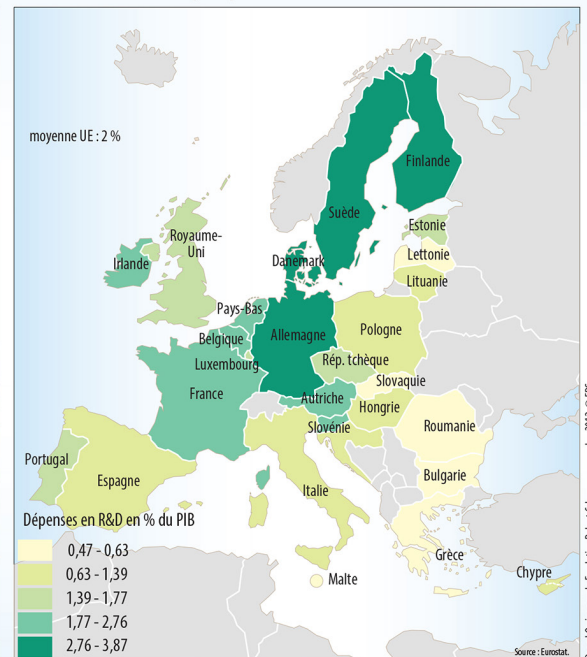 moyenne UE : 2 %
Finlande
Suède
Estonie
Royaume-
Uni
Lettonie
Danemark
Irlande
Lituanie
Pays-Bas
Allemagne
Pologne
Belgique
Rép. tchèque
Luxembourg
Slovaquie
France
Autriche
Hongrie
Slovénie
Roumanie
Portugal
Bulgarie
Espagne
Italie
Dépenses en R&D en % du PIB
0,47 - 0,63
Grèce
0,63 - 1,39
Chypre
Malte
1,39 - 1,77
1,77 - 2,76
2,76 - 3,87
Source : Eurostat.